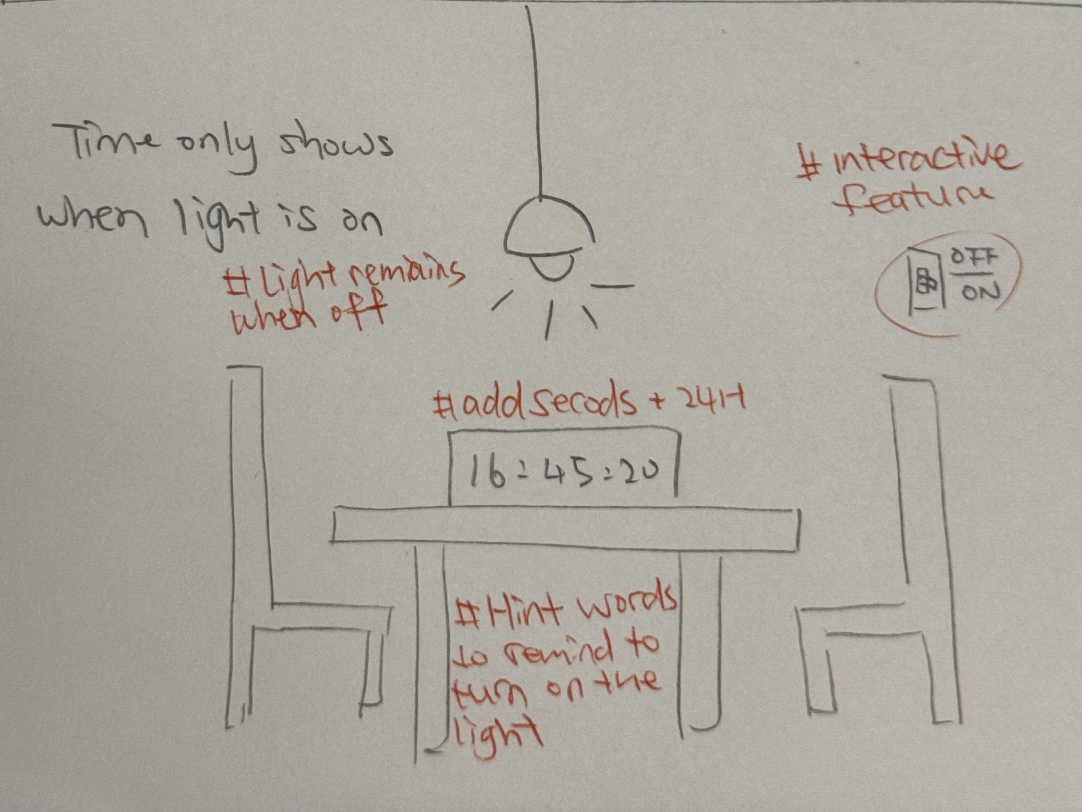 Time only shows
when light is on
# Light remains
when off
# interactive
feature
OFF
ON
# add secods + 24H
16:45:20
# Hint words
to remind to
turn on the
light